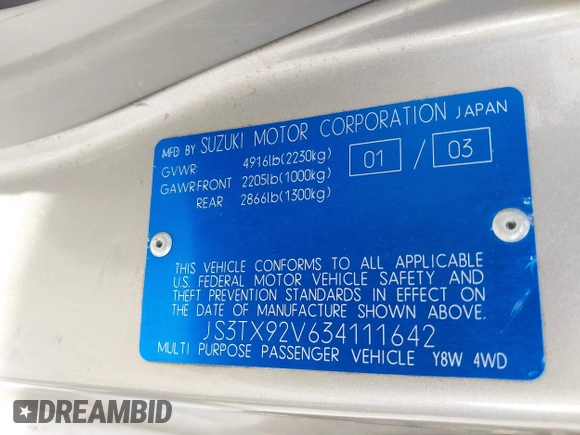 MFD BY SUZUKI MOTOR CORPORATION JAPAN
GVWR: 4916lb(2230kg) 01 / 03
GAWR:FRONT 2205lb(1000kg)
REAR 2866lb(1300kg)
THIS VEHICLE CONFORMS TO ALL APPLICABLE
U.S. FEDERAL MOTOR VEHICLE SAFETY AND
THEFT PREVENTION STANDARDS IN EFFECT ON
THE DATE OF MANUFACTURE SHOWN ABOVE.
JS3TX92V634111642
MULTI PURPOSE PASSENGER VEHICLE Y8W 4WD
DREAMBID